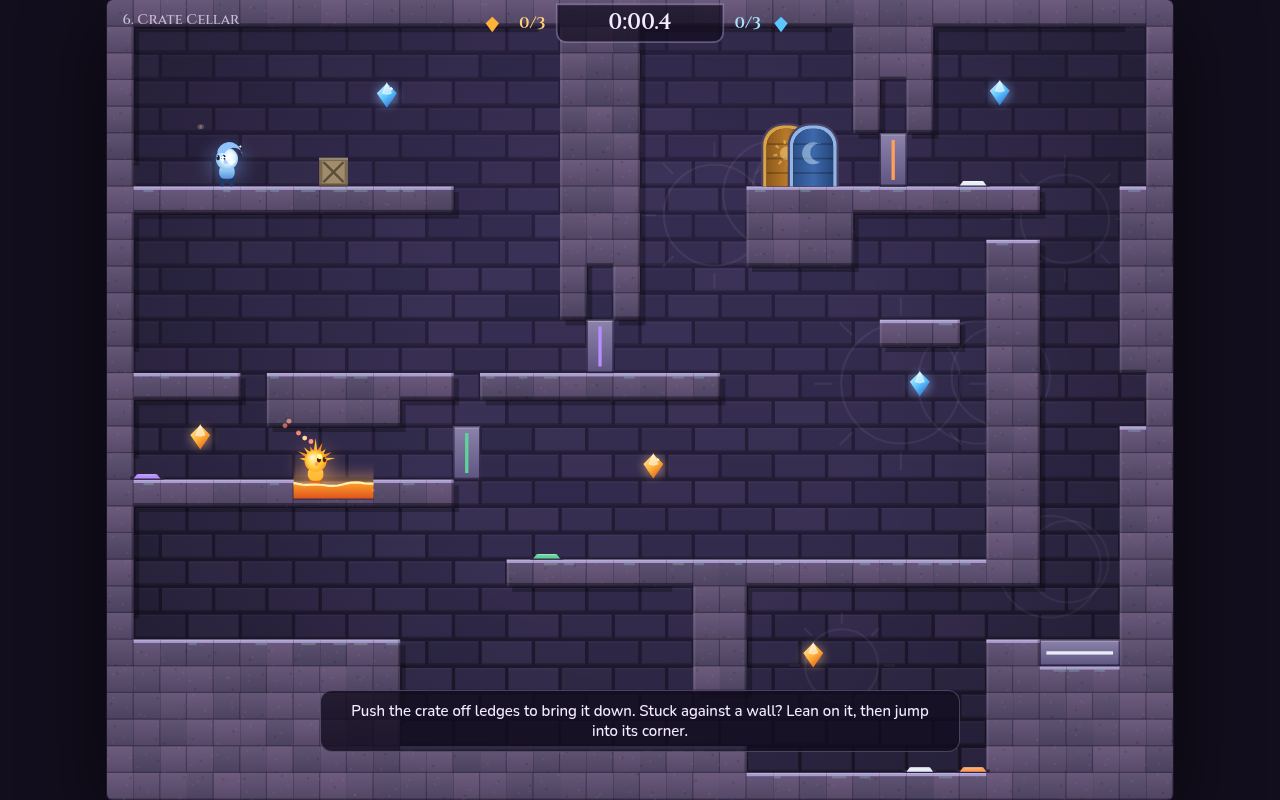 6. Crate Cellar
0/3
0:00.4
0/3
Push the crate off ledges to bring it down. Stuck against a wall? Lean on it, then jump
into its corner.